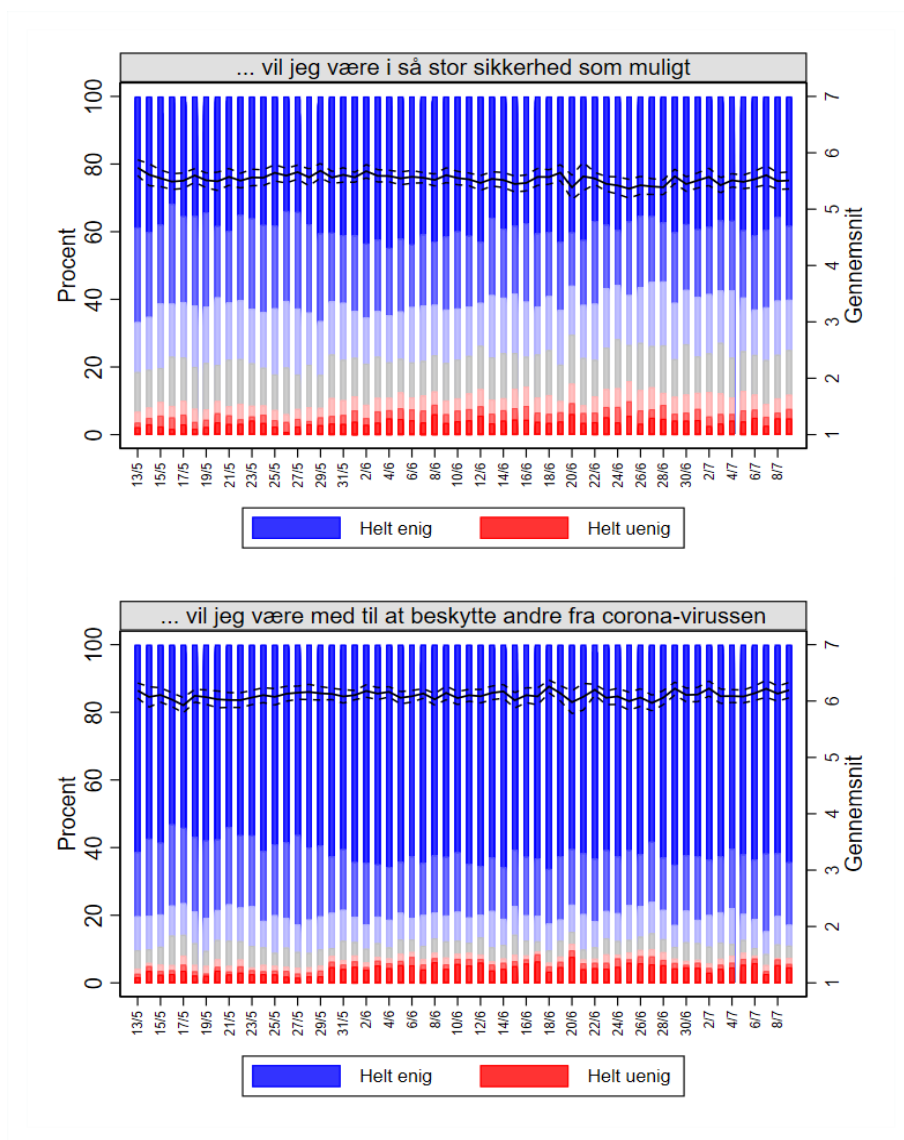 ... vil jeg være i så stor sikkerhed som muligt
100
80
60
40
20
0
Procent
7
6
5
4
3
2
1
Gennemsnit
13/5 15/5 17/5 19/5 21/5 23/5 25/5 27/5 29/5 31/5 2/6 4/6 6/6 8/6 10/6 12/6 14/6 16/6 18/6 20/6 22/6 24/6 26/6 28/6 30/6 2/7 4/7 6/7 8/7
Helt enig Helt uenig
... vil jeg være med til at beskytte andre fra corona-virussen
100
80
60
40
20
0
Procent
7
6
5
4
3
2
1
Gennemsnit
13/5 15/5 17/5 19/5 21/5 23/5 25/5 27/5 29/5 31/5 2/6 4/6 6/6 8/6 10/6 12/6 14/6 16/6 18/6 20/6 22/6 24/6 26/6 28/6 30/6 2/7 4/7 6/7 8/7
Helt enig Helt uenig